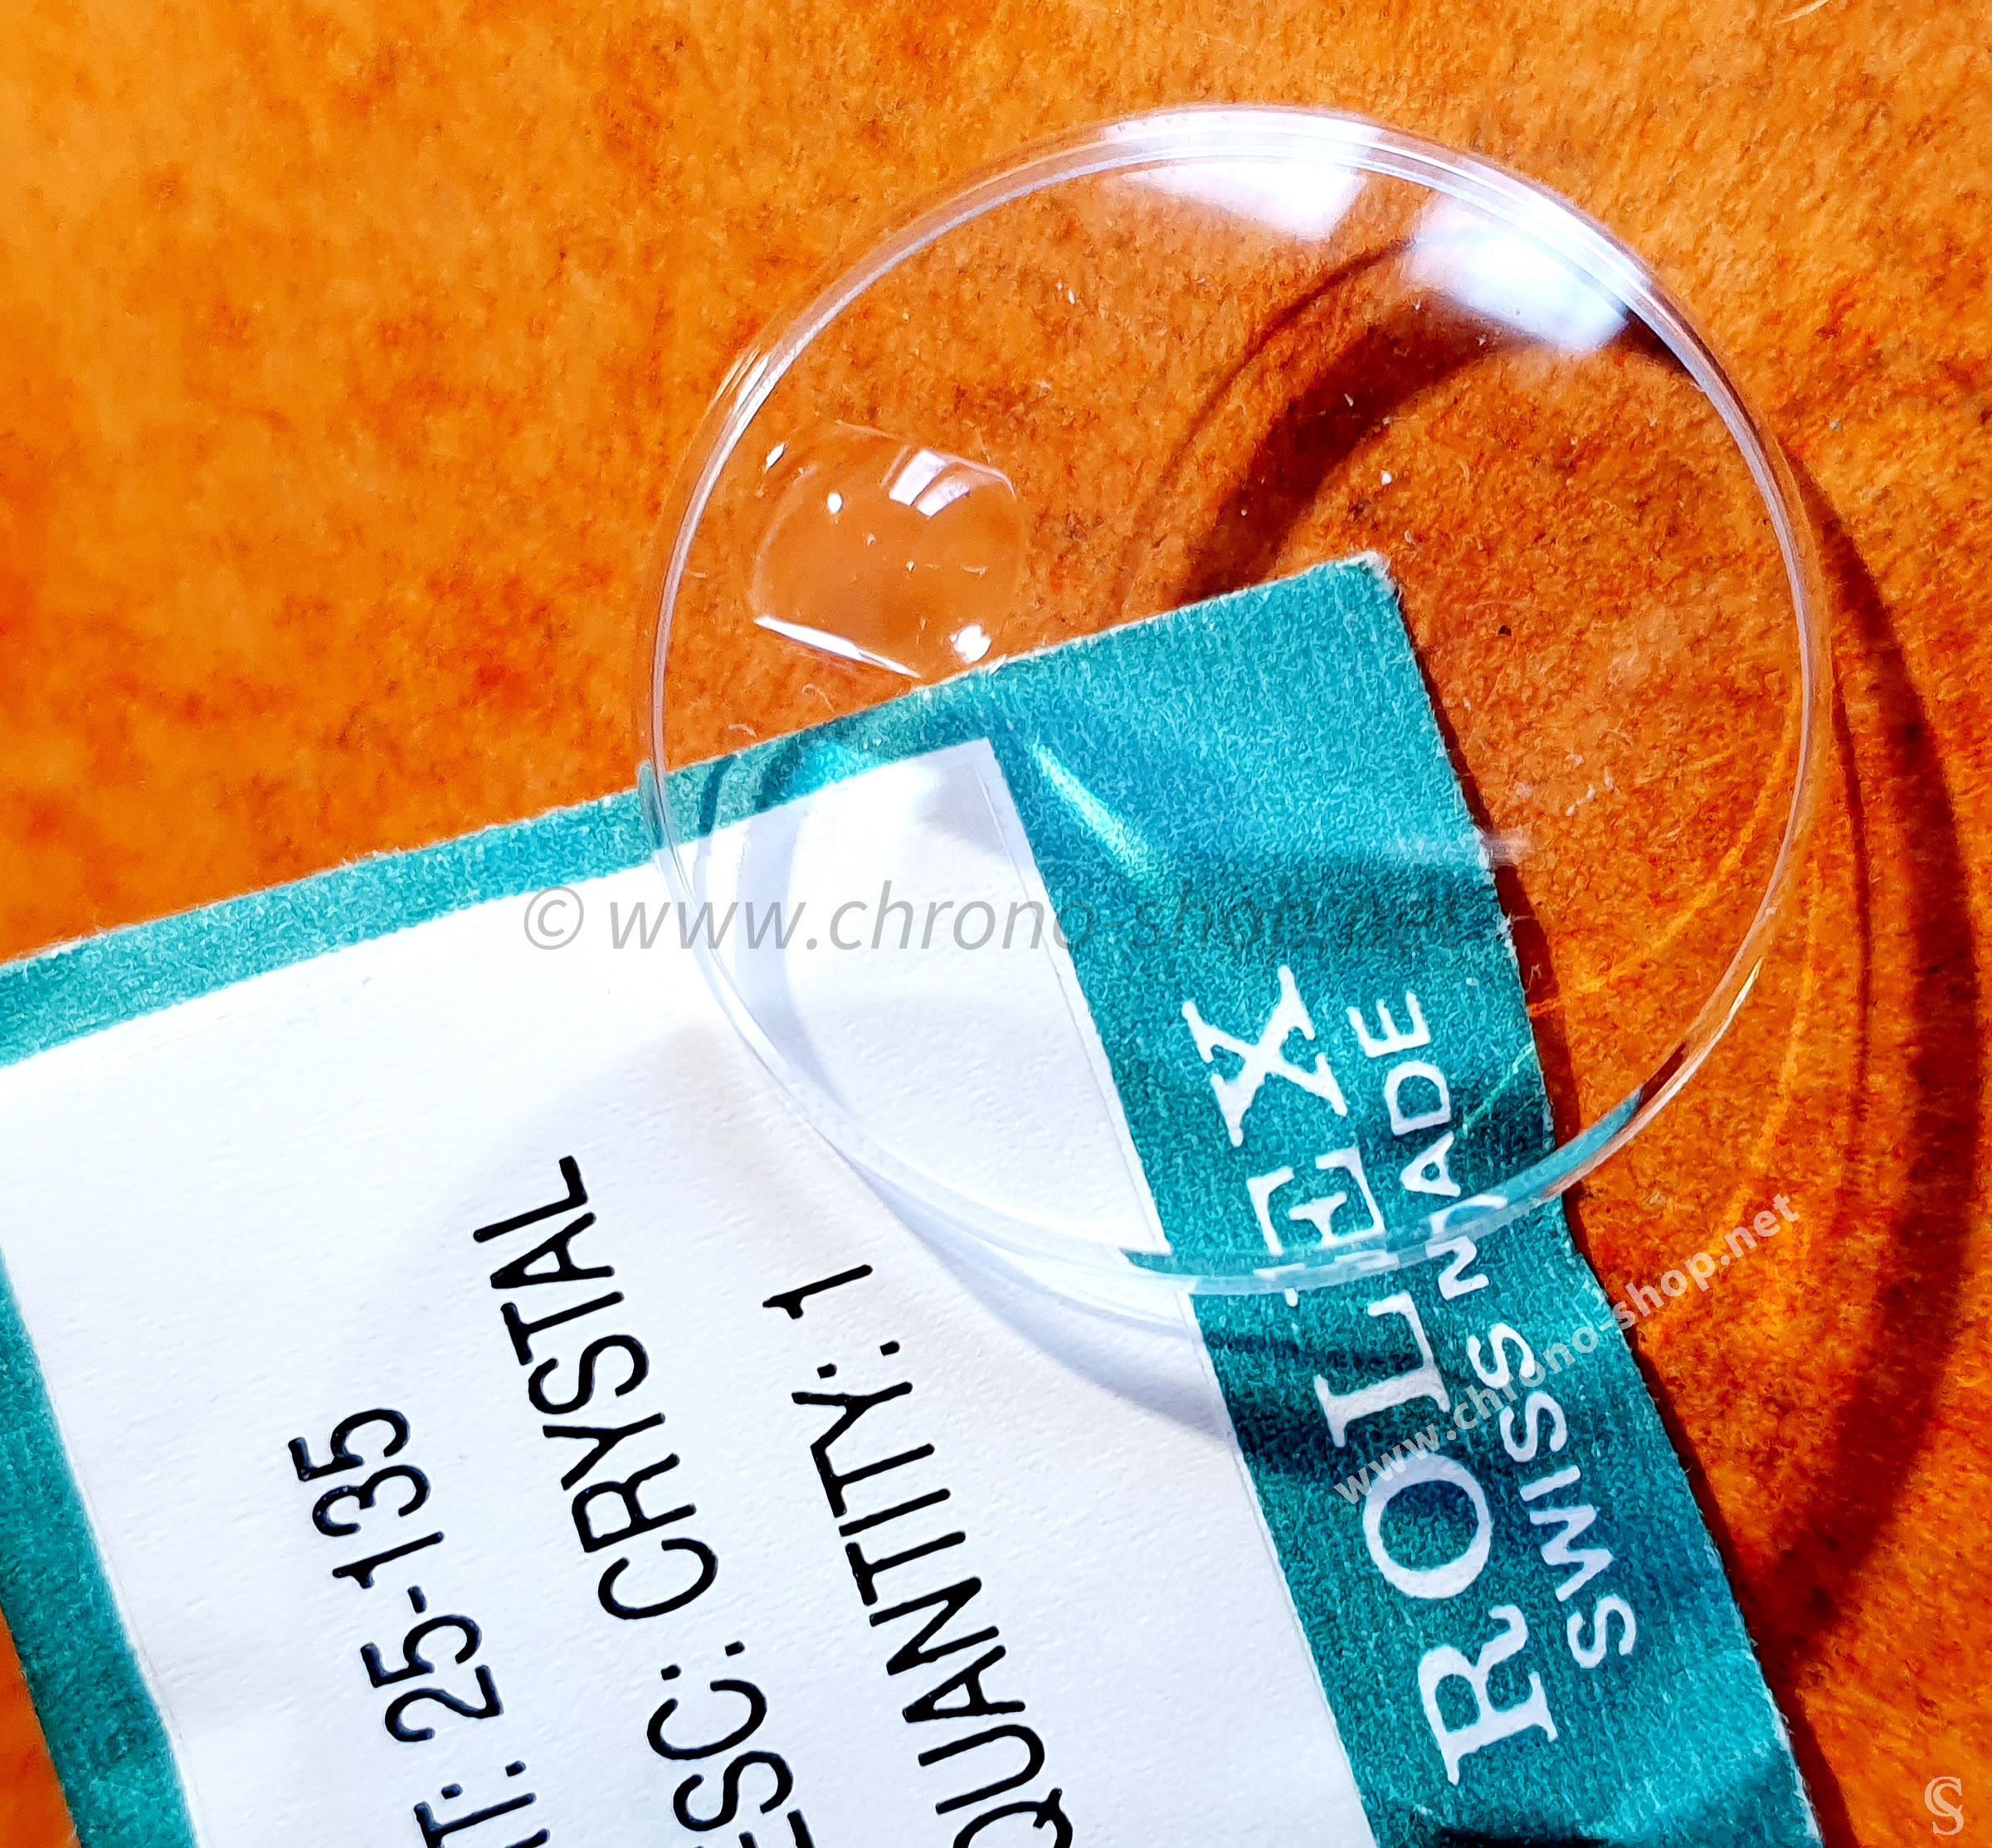 T: 25-135
ESC: CRYSTAL
QUANTITY: 1
ROLEX
SWISS MADE
© www.chrono-shop.net
www.chrono-shop.net